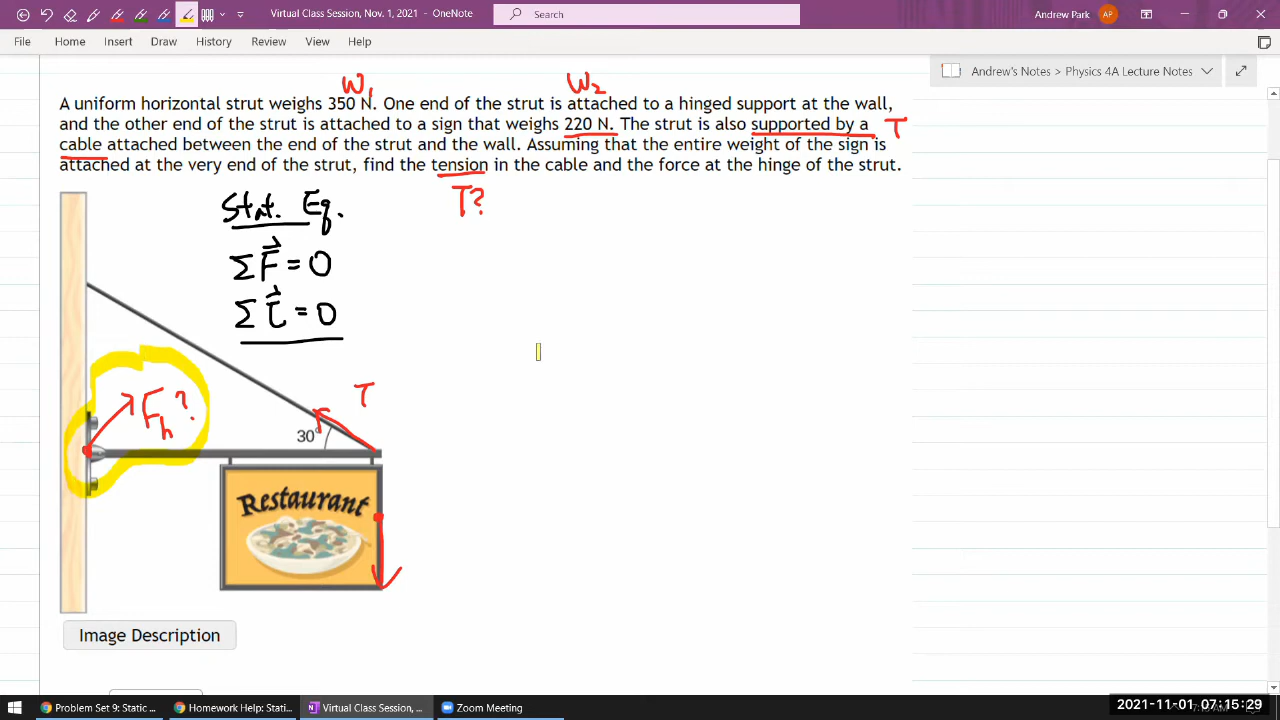 Virtual Class Session, Nov. 1, 2021 - OneNote
Search
Andrew Park
AP
File Home Insert Draw History Review View Help
Andrew's Notes > Physics 4A Lecture Notes
W1 W2
A uniform horizontal strut weighs 350 N. One end of the strut is attached to a hinged support at the wall,
and the other end of the strut is attached to a sign that weighs 220 N. The strut is also supported by a T
cable attached between the end of the strut and the wall. Assuming that the entire weight of the sign is
attached at the very end of the strut, find the tension in the cable and the force at the hinge of the strut.
T?
Stat. Eq.
ΣF⃗ = 0
Στ⃗ = 0
T
Fh?
30°
Restaurant
Image Description
Problem Set 9: Static ...
Homework Help: Stati...
Virtual Class Session, ...
Zoom Meeting
2021-11-01 07:15:29